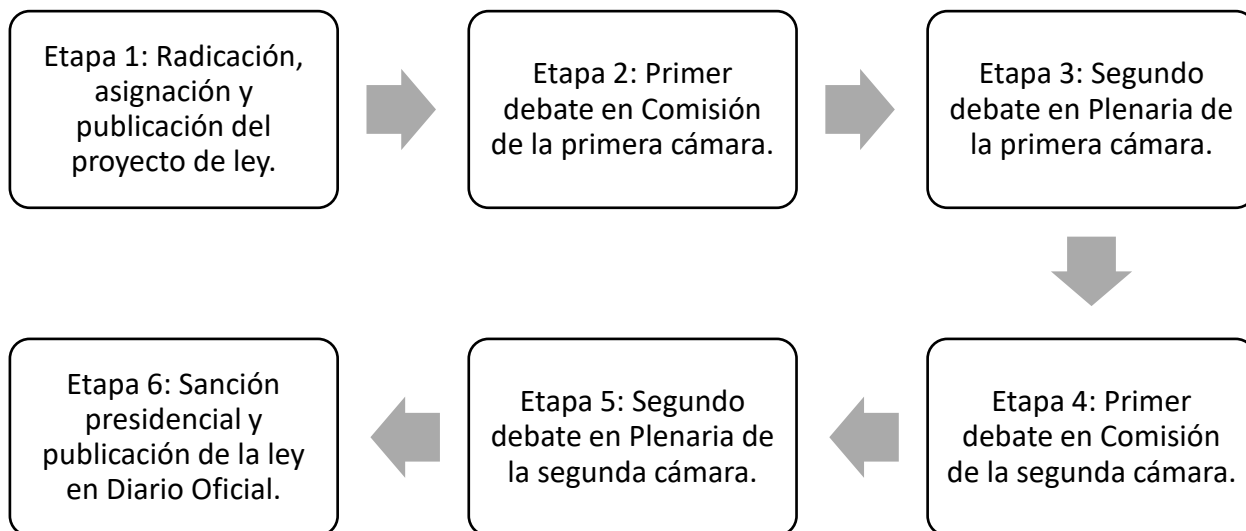 Etapa 1: Radicación,
asignación y
publicación del
proyecto de ley.
Etapa 2: Primer
debate en Comisión
de la primera cámara.
Etapa 3: Segundo
debate en Plenaria de
la primera cámara.
Etapa 4: Primer
debate en Comisión
de la segunda cámara.
Etapa 5: Segundo
debate en Plenaria de
la segunda cámara.
Etapa 6: Sanción
presidencial y
publicación de la ley
en Diario Oficial.